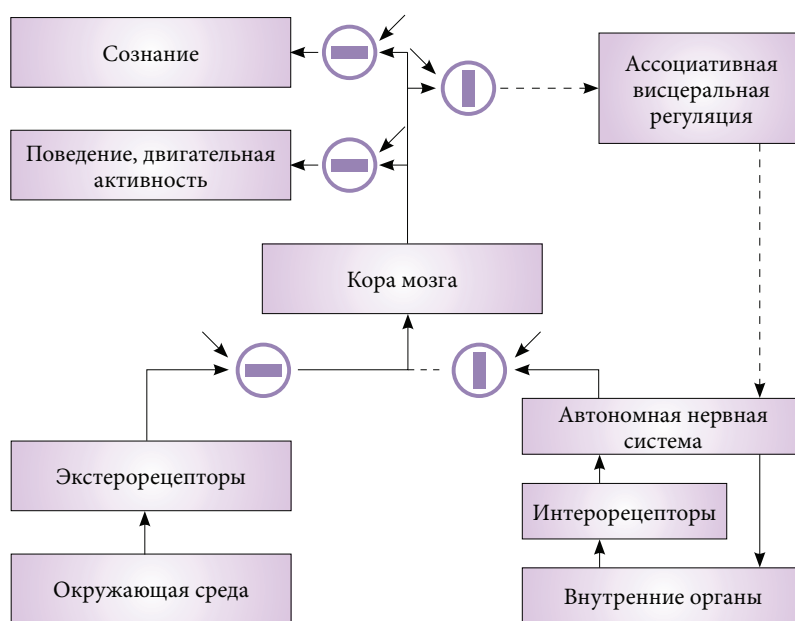 Сознание
Ассоциативная
висцеральная
регуляция
Поведение, двигательная
активность
Кора мозга
Автономная нервная
система
Экстерорецепторы
Интерорецепторы
Окружающая среда
Внутренние органы